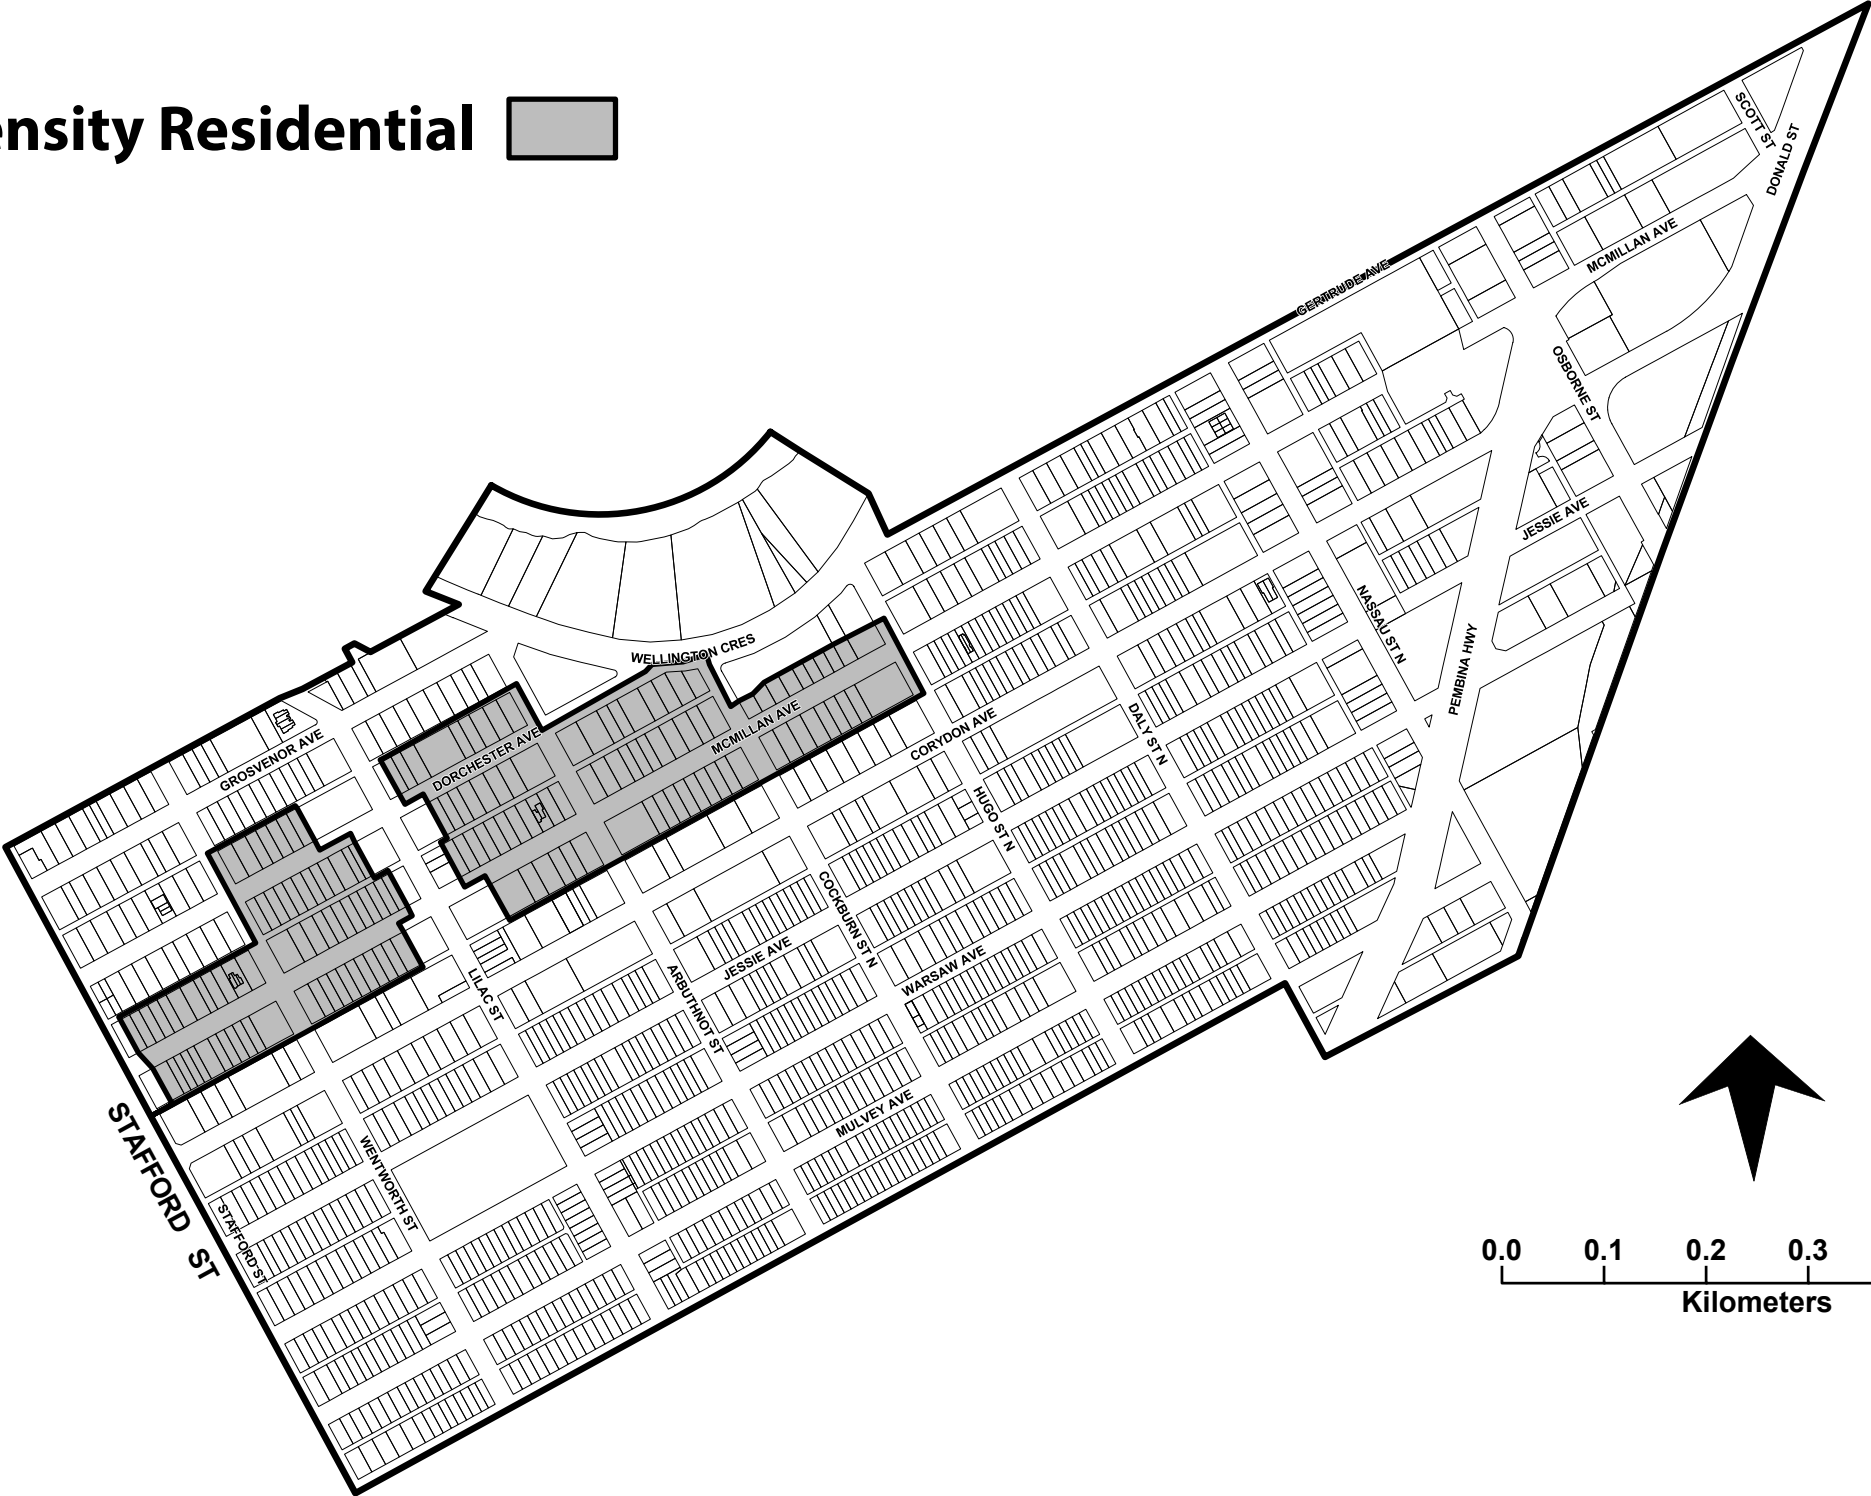 ensity Residential
SCOTT ST
DONALD ST
MCMILLAN AVE
GERTRUDE AVE
OSBORNE ST
JESSIE AVE
NASSAU ST N
PEMBINA HWY
WELLINGTON CRES
MCMILLAN AVE
DORCHESTER AVE
GROSVENOR AVE
CORYDON AVE
DALY ST N
HUGO ST N
COCKBURN ST N
JESSIE AVE
WARSAW AVE
LILAC ST
ARBUTHNOT ST
MULVEY AVE
WENTWORTH ST
STAFFORD ST
STAFFORD ST
0.0 0.1 0.2 0.3
Kilometers